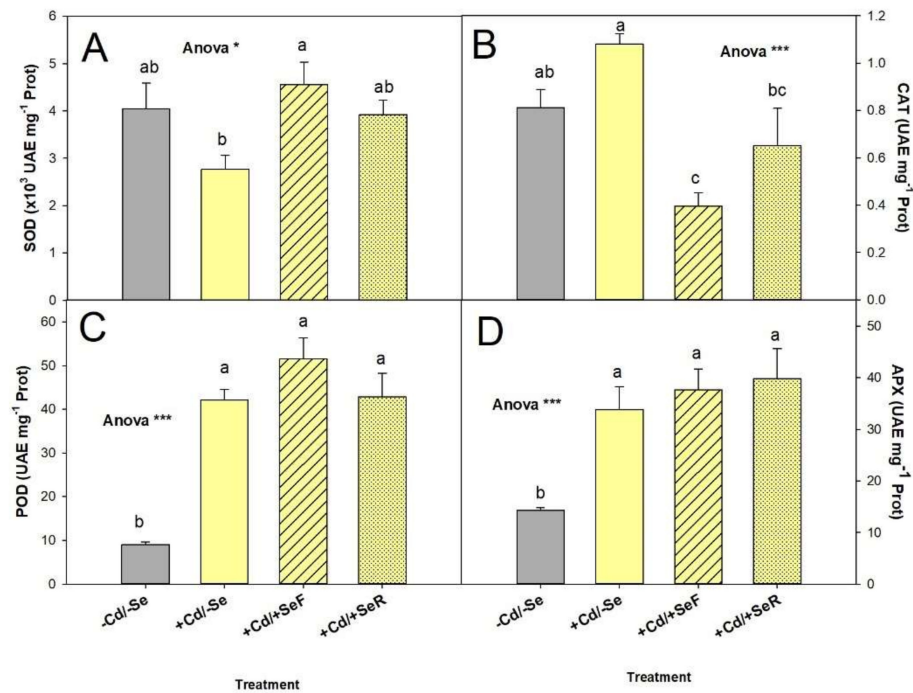 A
Anova *
SOD (x10³ UAE mg⁻¹ Prot)
6
5
4
3
2
1
0
ab
b
a
ab
B
Anova ***
CAT (UAE mg⁻¹ Prot)
1.2
1.0
0.8
0.6
0.4
0.2
0.0
ab
a
c
bc
C
Anova ***
POD (UAE mg⁻¹ Prot)
60
50
40
30
20
10
0
b
a
a
a
-Cd/-Se
+Cd/-Se
+Cd/+SeF
+Cd/+SeR
Treatment
D
Anova ***
APX (UAE mg⁻¹ Prot)
50
40
30
20
10
0
b
a
a
a
-Cd/-Se
+Cd/-Se
+Cd/+SeF
+Cd/+SeR
Treatment